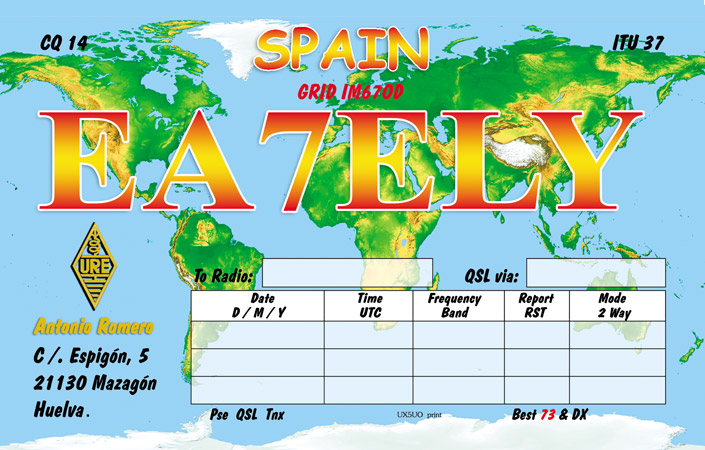 CQ 14
SPAIN
ITU 37
GRID IM67OD
EA7ELY
URE
To Radio:
QSL via:
Date
D / M / Y
Time
UTC
Frequency
Band
Report
RST
Mode
2 Way
Antonio Romero
C /. Espigón, 5
21130 Mazagón
Huelva.
Pse QSL Tnx
UX5UO print
Best 73 & DX